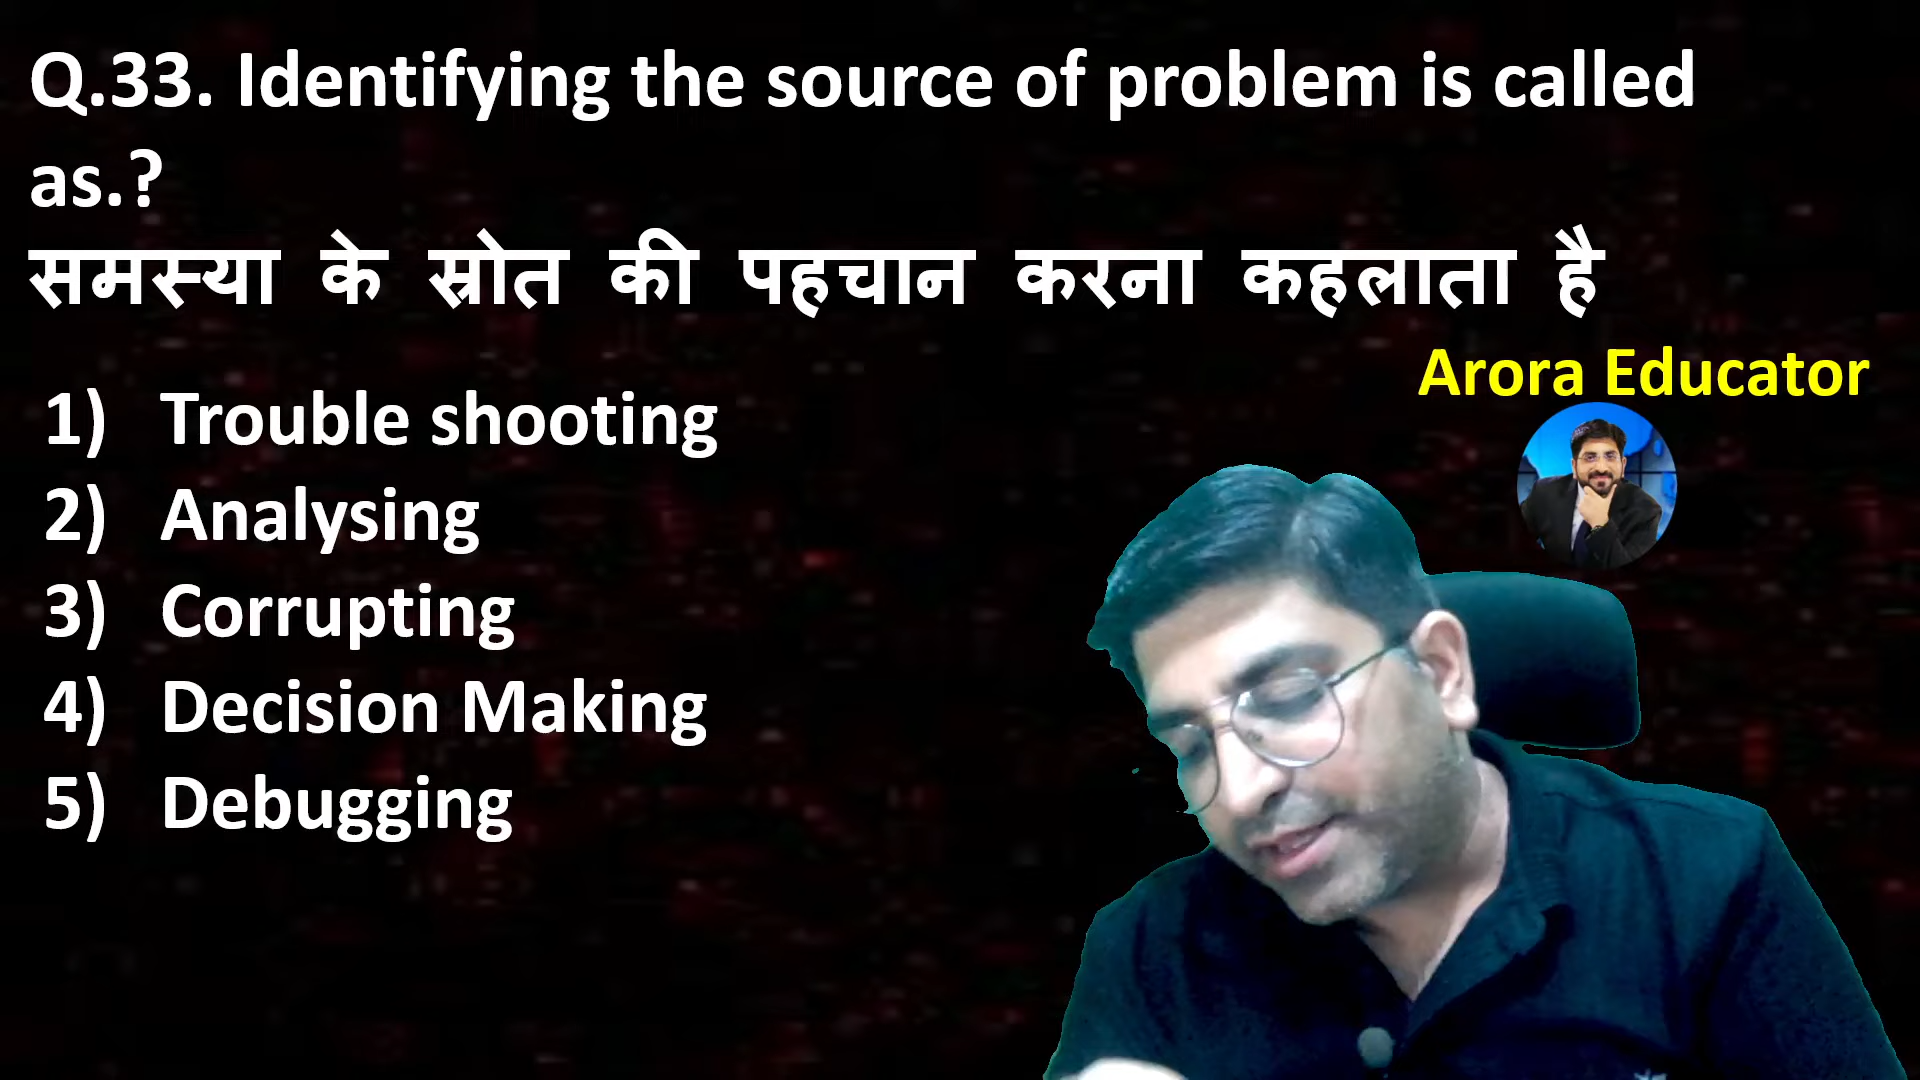 Q.33. Identifying the source of problem is called
as.?
समस्या के स्रोत की पहचान करना कहलाता है
Arora Educator
1) Trouble shooting
2) Analysing
3) Corrupting
4) Decision Making
5) Debugging